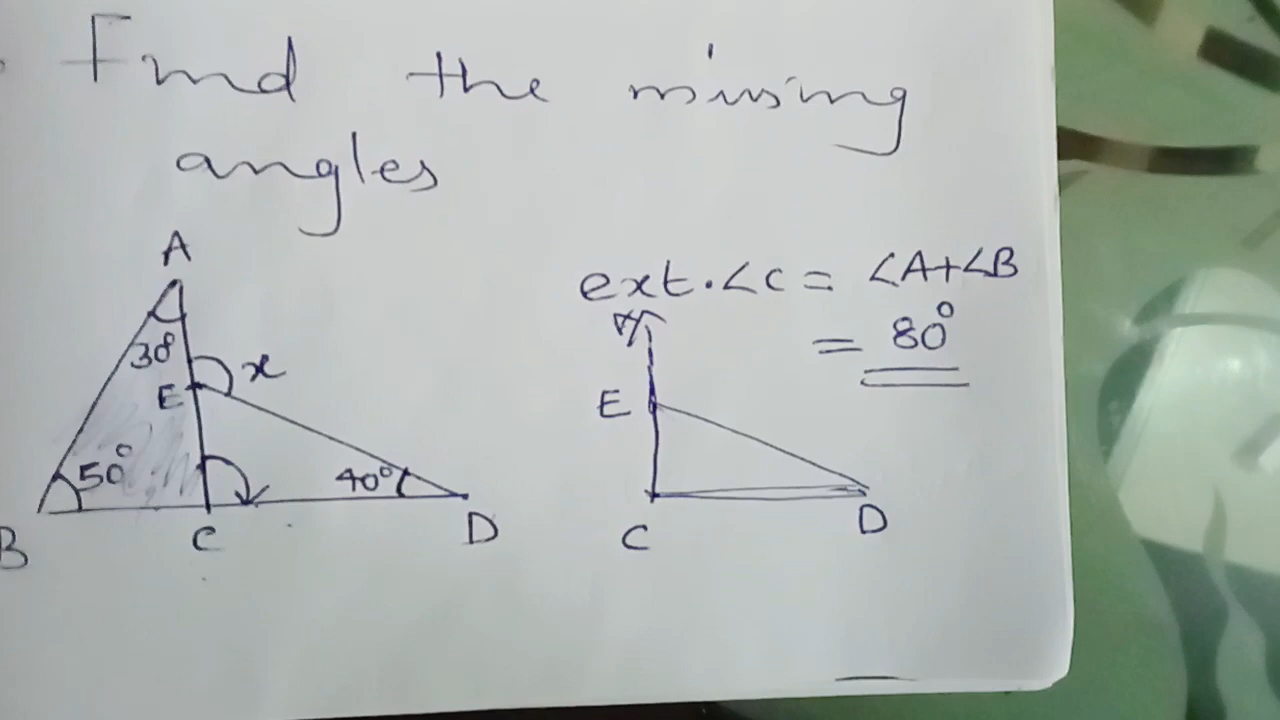 Find the missing
angles
A
30°
E
x
50°
40°
B
C
D
ext.∠C = ∠A+∠B
= 80°
E
C
D